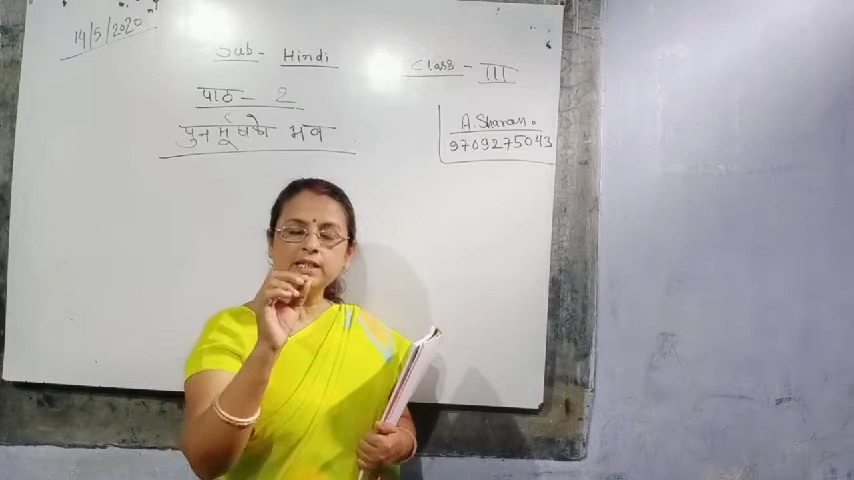 14/5/2020
Sub- Hindi
Class- III
पाठ- 2
पुनर्मूषको भव
A. Sharan.
9709275043